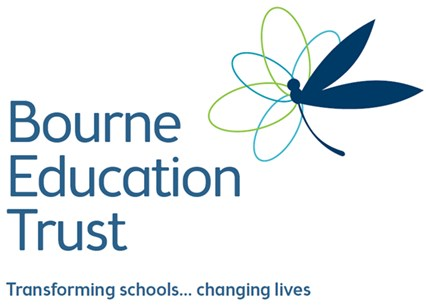 Bourne
Education
Trust
Transforming schools... changing lives